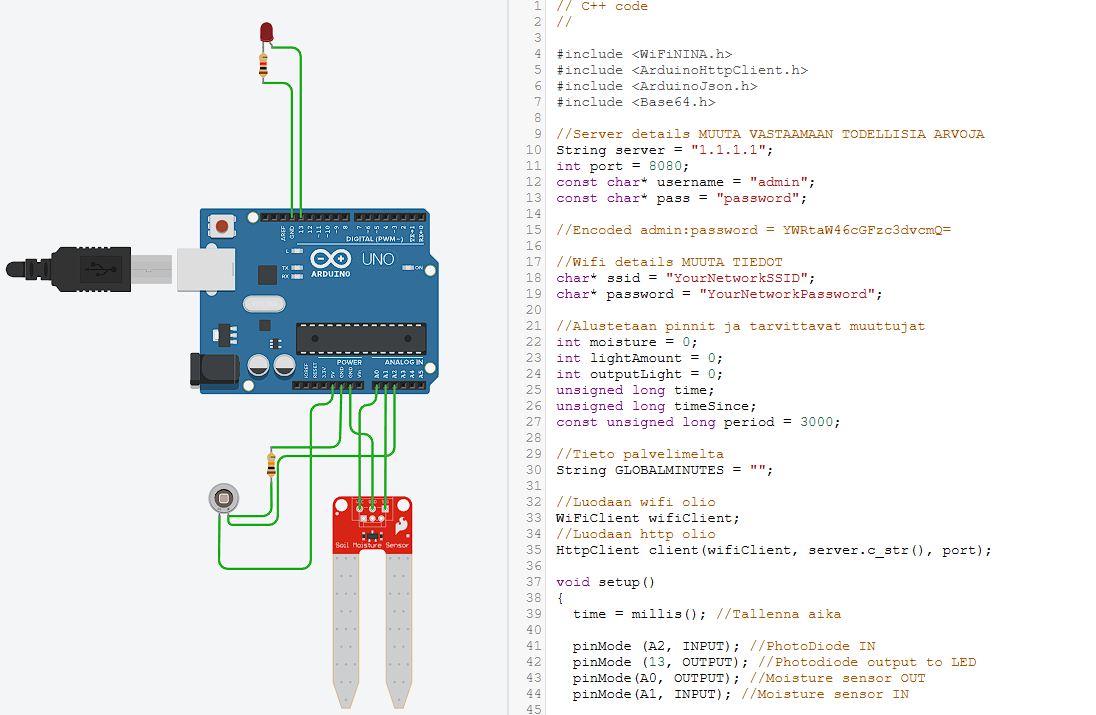 L
TX
RX
ARDUINO
UNO
ON
AREF
GND
13
12
~11
~10
~9
8
7
~6
~5
4
~3
2
TX→1
RX←0
DIGITAL (PWM~)
POWER
ANALOG IN
IOREF
RESET
3.3V
5V
GND
GND
Vin
A0
A1
A2
A3
A4
A5
Soil Moisture Sensor
1 // C++ code
2 //
3
4 #include <WiFiNINA.h>
5 #include <ArduinoHttpClient.h>
6 #include <ArduinoJson.h>
7 #include <Base64.h>
8
9 //Server details MUUTA VASTAAMAAN TODELLISIA ARVOJA
10 String server = "1.1.1.1";
11 int port = 8080;
12 const char* username = "admin";
13 const char* pass = "password";
14
15 //Encoded admin:password = YWRtaW46cGFzc3dvcmQ=
16
17 //Wifi details MUUTA TIEDOT
18 char* ssid = "YourNetworkSSID";
19 char* password = "YourNetworkPassword";
20
21 //Alustetaan pinnit ja tarvittavat muuttujat
22 int moisture = 0;
23 int lightAmount = 0;
24 int outputLight = 0;
25 unsigned long time;
26 unsigned long timeSince;
27 const unsigned long period = 3000;
28
29 //Tieto palvelimelta
30 String GLOBALMINUTES = "";
31
32 //Luodaan wifi olio
33 WiFiClient wifiClient;
34 //Luodaan http olio
35 HttpClient client(wifiClient, server.c_str(), port);
36
37 void setup()
38 {
39   time = millis(); //Tallenna aika
40
41   pinMode (A2, INPUT); //PhotoDiode IN
42   pinMode (13, OUTPUT); //Photodiode output to LED
43   pinMode(A0, OUTPUT); //Moisture sensor OUT
44   pinMode(A1, INPUT); //Moisture sensor IN
45